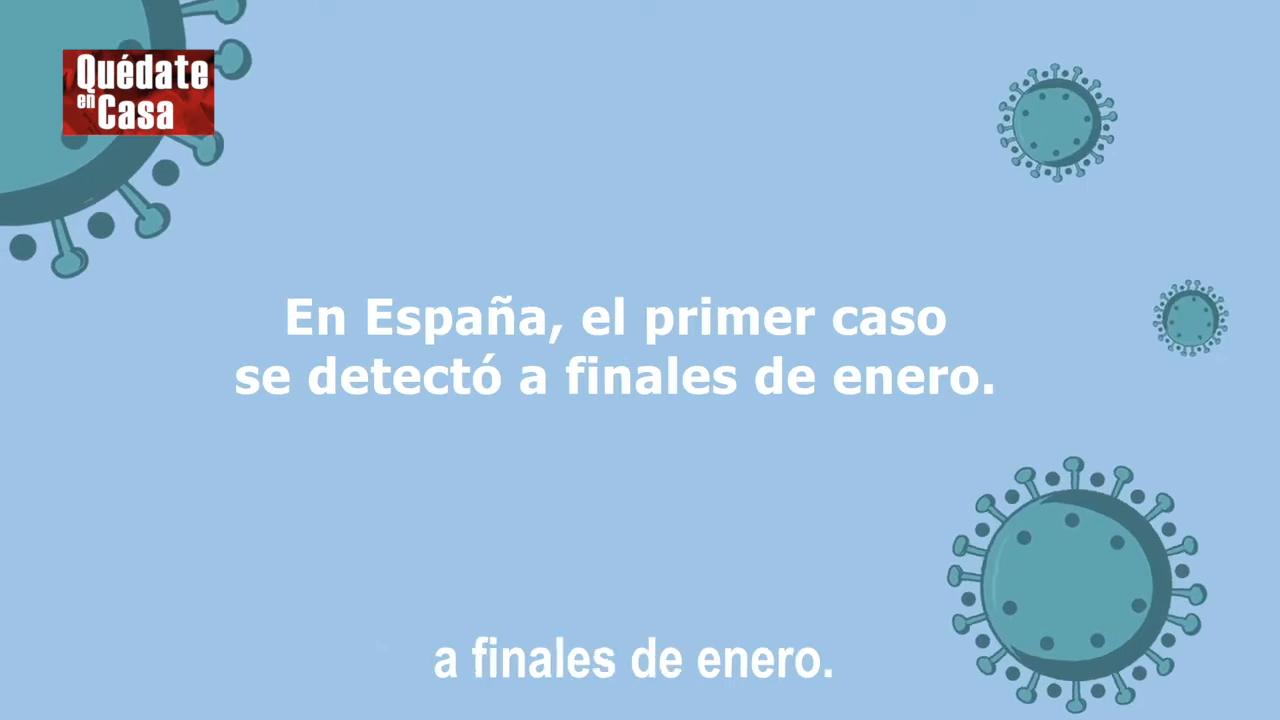 Quédate
en Casa
En España, el primer caso
se detectó a finales de enero.
a finales de enero.